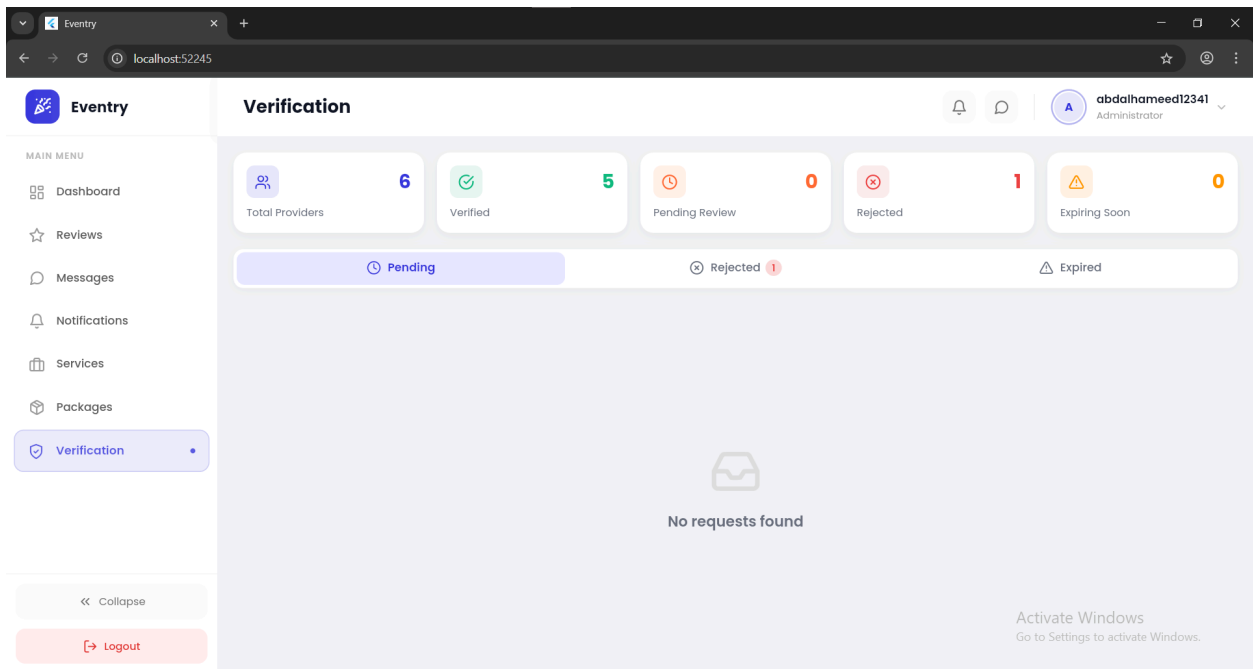 Eventry
localhost:52245
Eventry
Verification
A
abdalhameed12341
Administrator
MAIN MENU
Dashboard
Reviews
Messages
Notifications
Services
Packages
Verification
Collapse
Logout
6
Total Providers
5
Verified
0
Pending Review
1
Rejected
0
Expiring Soon
Pending
Rejected 1
Expired
No requests found
Activate Windows
Go to Settings to activate Windows.